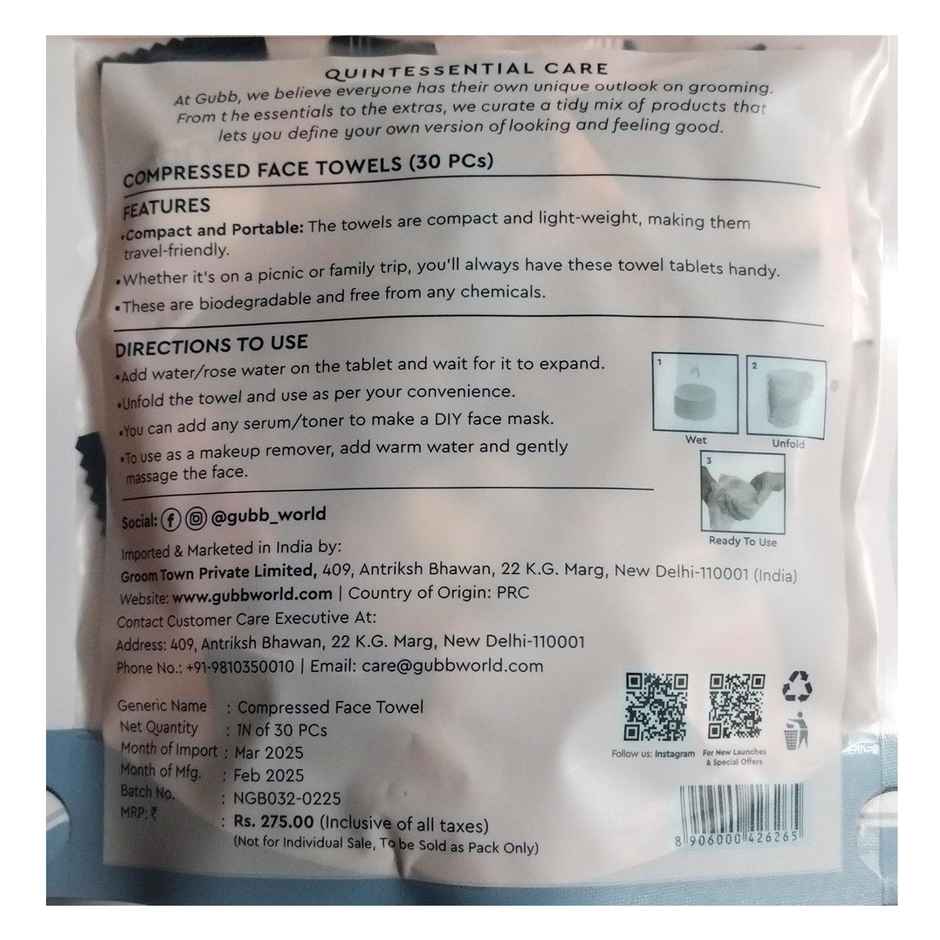 QUINTESSENTIAL CARE
At Gubb, we believe everyone has their own unique outlook on grooming.
From t he essentials to the extras, we curate a tidy mix of products that
lets you define your own version of looking and feeling good.
COMPRESSED FACE TOWELS (30 PCs)
FEATURES
•Compact and Portable: The towels are compact and light-weight, making them
travel-friendly.
•Whether it's on a picnic or family trip, you'll always have these towel tablets handy.
•These are biodegradable and free from any chemicals.
DIRECTIONS TO USE
•Add water/rose water on the tablet and wait for it to expand.
•Unfold the towel and use as per your convenience.
•You can add any serum/toner to make a DIY face mask.
•To use as a makeup remover, add warm water and gently
massage the face.
1
2
Wet
Unfold
3
Ready To Use
Social: @gubb_world
Imported & Marketed in India by:
Groom Town Private Limited, 409, Antriksh Bhawan, 22 K.G. Marg, New Delhi-110001 (India)
Website: www.gubbworld.com | Country of Origin: PRC
Contact Customer Care Executive At:
Address: 409, Antriksh Bhawan, 22 K.G. Marg, New Delhi-110001
Phone No.: +91-9810350010 | Email: care@gubbworld.com
Generic Name : Compressed Face Towel
Net Quantity : 1N of 30 PCs
Month of Import : Mar 2025
Month of Mfg. : Feb 2025
Batch No. : NGB032-0225
MRP: ₹ : Rs. 275.00 (Inclusive of all taxes)
(Not for Individual Sale, To be Sold as Pack Only)
Follow us: Instagram
For New Launches
& Special Offers
8 906000 426265